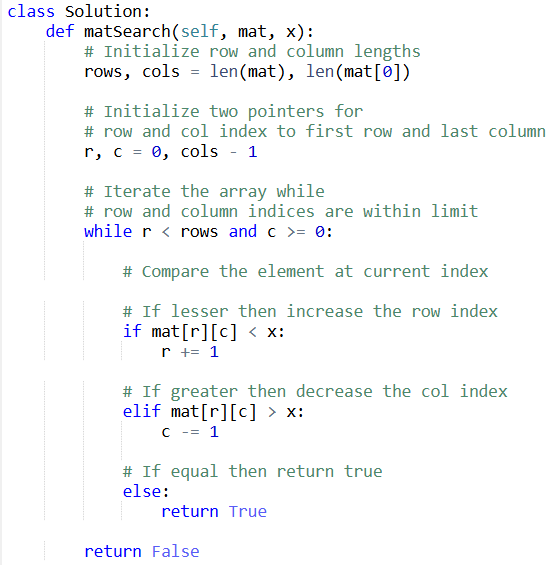 class Solution:
    def matSearch(self, mat, x):
        # Initialize row and column lengths
        rows, cols = len(mat), len(mat[0])

        # Initialize two pointers for
        # row and col index to first row and last column
        r, c = 0, cols - 1

        # Iterate the array while
        # row and column indices are within limit
        while r < rows and c >= 0:

            # Compare the element at current index

            # If lesser then increase the row index
            if mat[r][c] < x:
                r += 1

            # If greater then decrease the col index
            elif mat[r][c] > x:
                c -= 1

            # If equal then return true
            else:
                return True

        return False